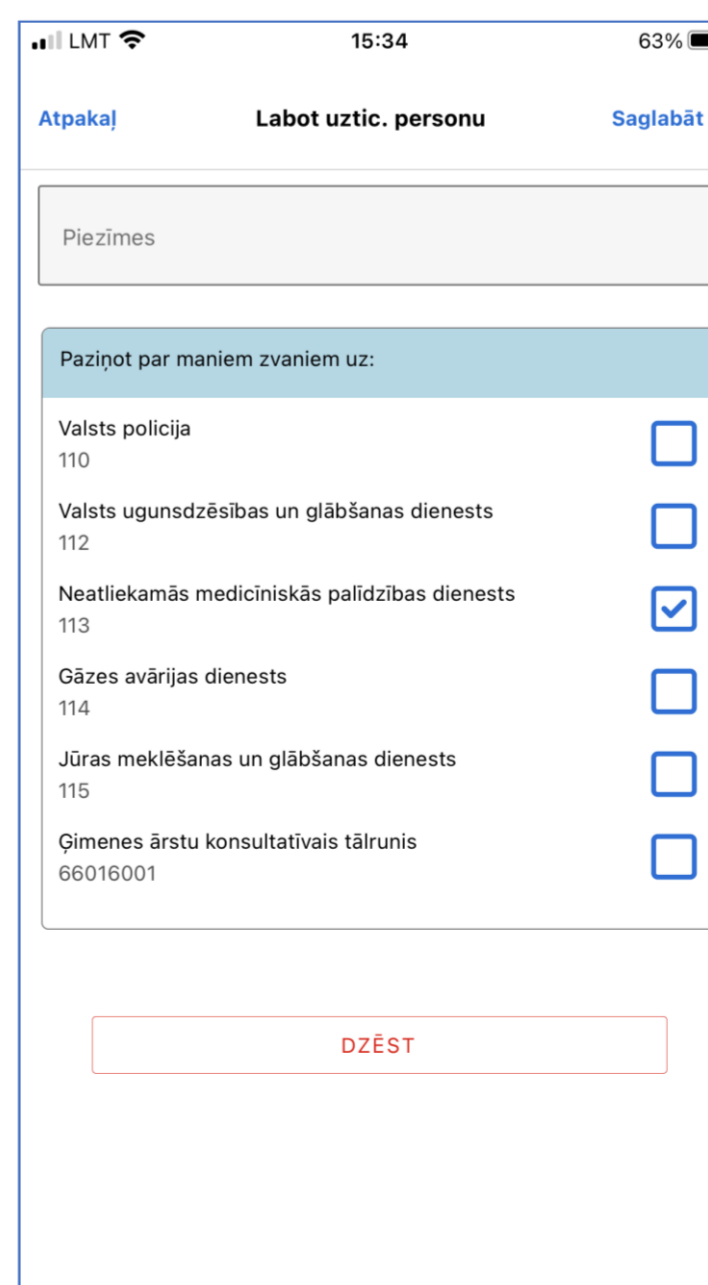 LMT 15:34 63%
Atpakaļ Labot uztic. personu Saglabāt
Piezīmes
Paziņot par maniem zvaniem uz:
Valsts policija
110
Valsts ugunsdzēsības un glābšanas dienests
112
Neatliekamās medicīniskās palīdzības dienests
113
Gāzes avārijas dienests
114
Jūras meklēšanas un glābšanas dienests
115
Ģimenes ārstu konsultatīvais tālrunis
66016001
DZĒST